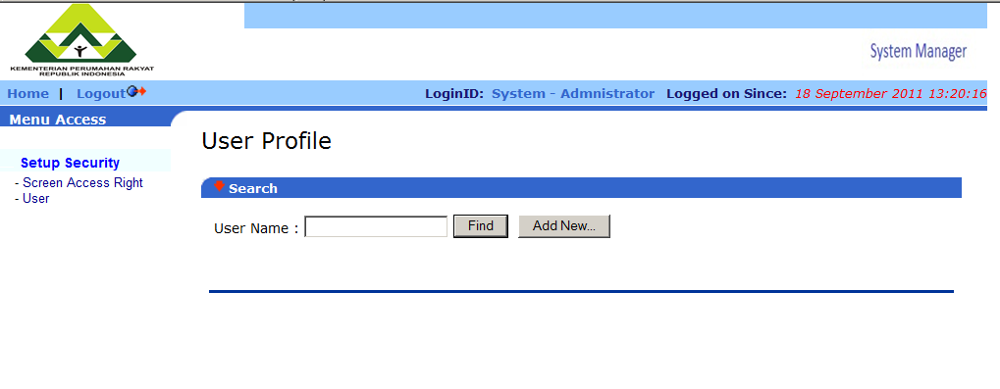 KEMENTERIAN PERUMAHAN RAKYAT
REPUBLIK INDONESIA
System Manager
Home | Logout LoginID: System - Admnistrator Logged on Since: 18 September 2011 13:20:16
Menu Access
User Profile
Setup Security
- Screen Access Right
- User
Search
User Name : Find Add New...